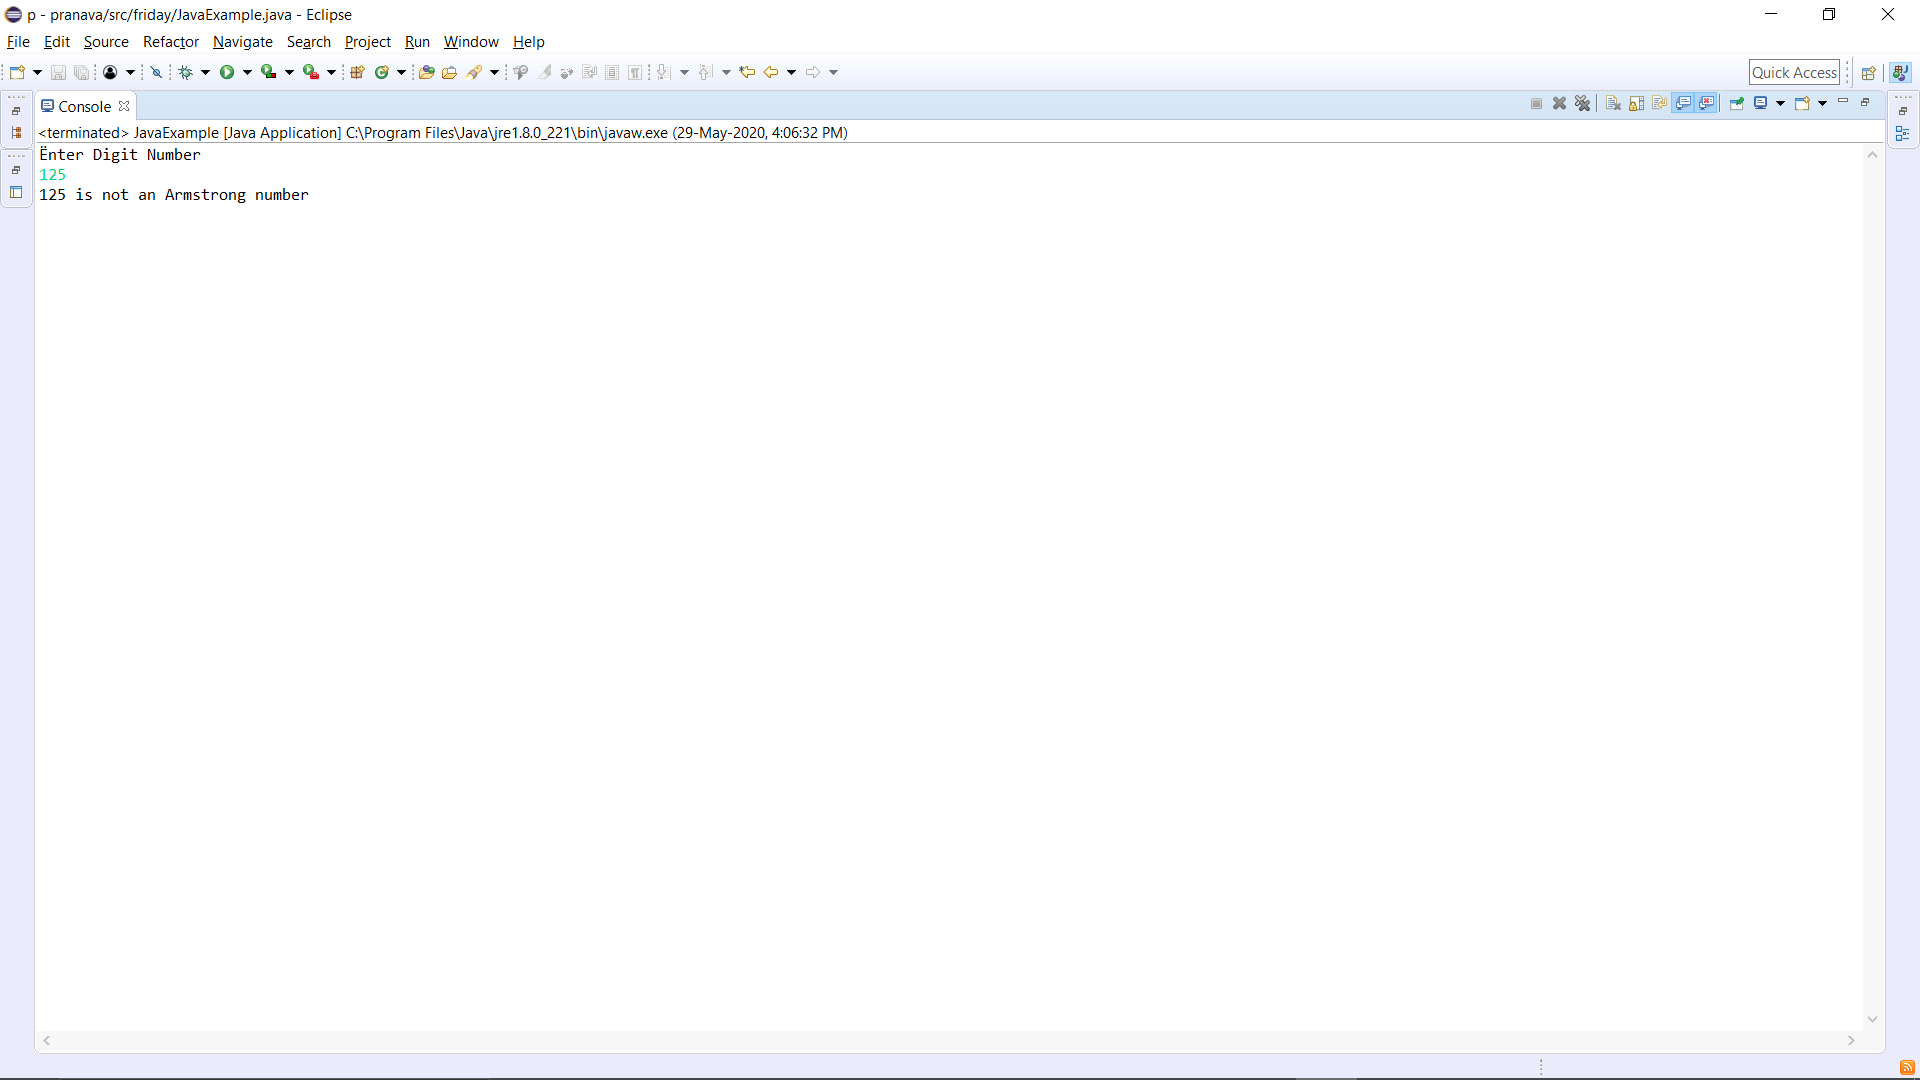 p - pranava/src/friday/JavaExample.java - Eclipse
File Edit Source Refactor Navigate Search Project Run Window Help
Quick Access
Console
<terminated> JavaExample [Java Application] C:\Program Files\Java\jre1.8.0_221\bin\javaw.exe (29-May-2020, 4:06:32 PM)
Enter Digit Number
125
125 is not an Armstrong number